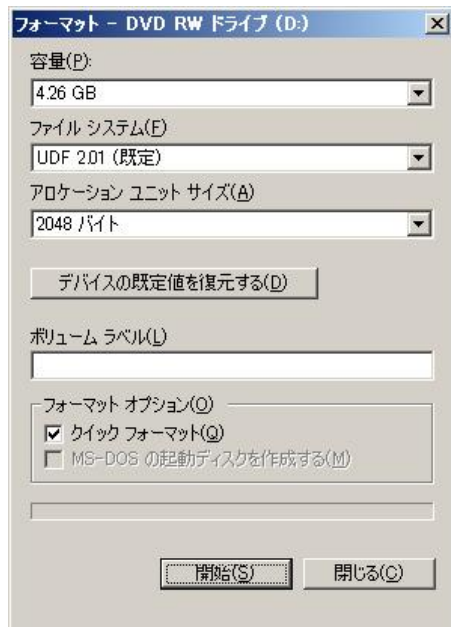 フォーマット - DVD RW ドライブ (D:)
容量(P):
4.26 GB
ファイル システム(F)
UDF 2.01 (既定)
アロケーション ユニット サイズ(A)
2048 バイト
デバイスの既定値を復元する(D)
ボリューム ラベル(L)
フォーマット オプション(O)
クイック フォーマット(Q)
MS-DOS の起動ディスクを作成する(M)
開始(S)
閉じる(C)